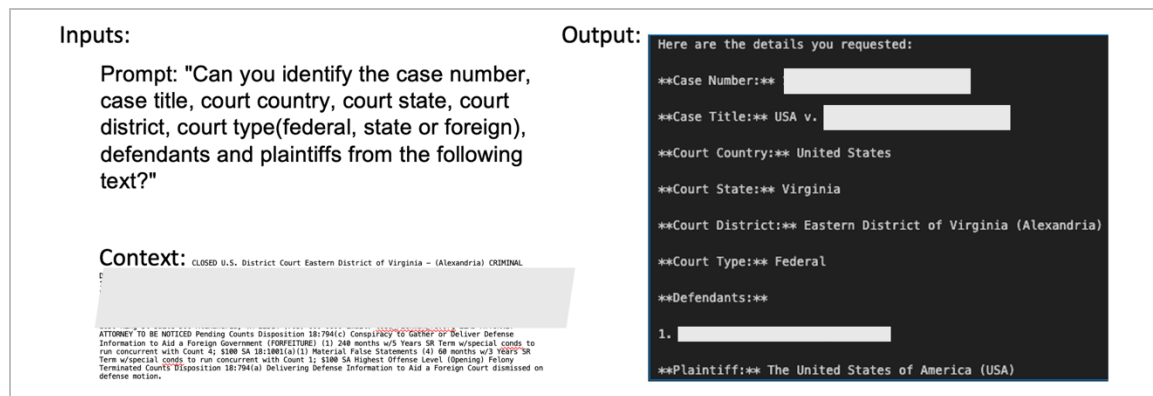 Inputs:
Prompt: "Can you identify the case number,
case title, court country, court state, court
district, court type(federal, state or foreign),
defendants and plaintiffs from the following
text?"
Context: CLOSED U.S. District Court Eastern District of Virginia – (Alexandria) CRIMINAL
ATTORNEY TO BE NOTICED Pending Counts Disposition 18:794(c) Conspiracy to Gather or Deliver Defense
Information to Aid a Foreign Government (FORFEITURE) (1) 240 months w/5 Years SR Term w/special conds to
run concurrent with Count 4; $100 SA 18:1001(a)(1) Material False Statements (4) 60 months w/3 Years SR
Term w/special conds to run concurrent with Count 1; $100 SA Highest Offense Level (Opening) Felony
Terminated Counts Disposition 18:794(a) Delivering Defense Information to Aid a Foreign Court dismissed on
defense motion.
Output:
Here are the details you requested:
**Case Number:**
**Case Title:** USA v.
**Court Country:** United States
**Court State:** Virginia
**Court District:** Eastern District of Virginia (Alexandria)
**Court Type:** Federal
**Defendants:**
1.
**Plaintiff:** The United States of America (USA)